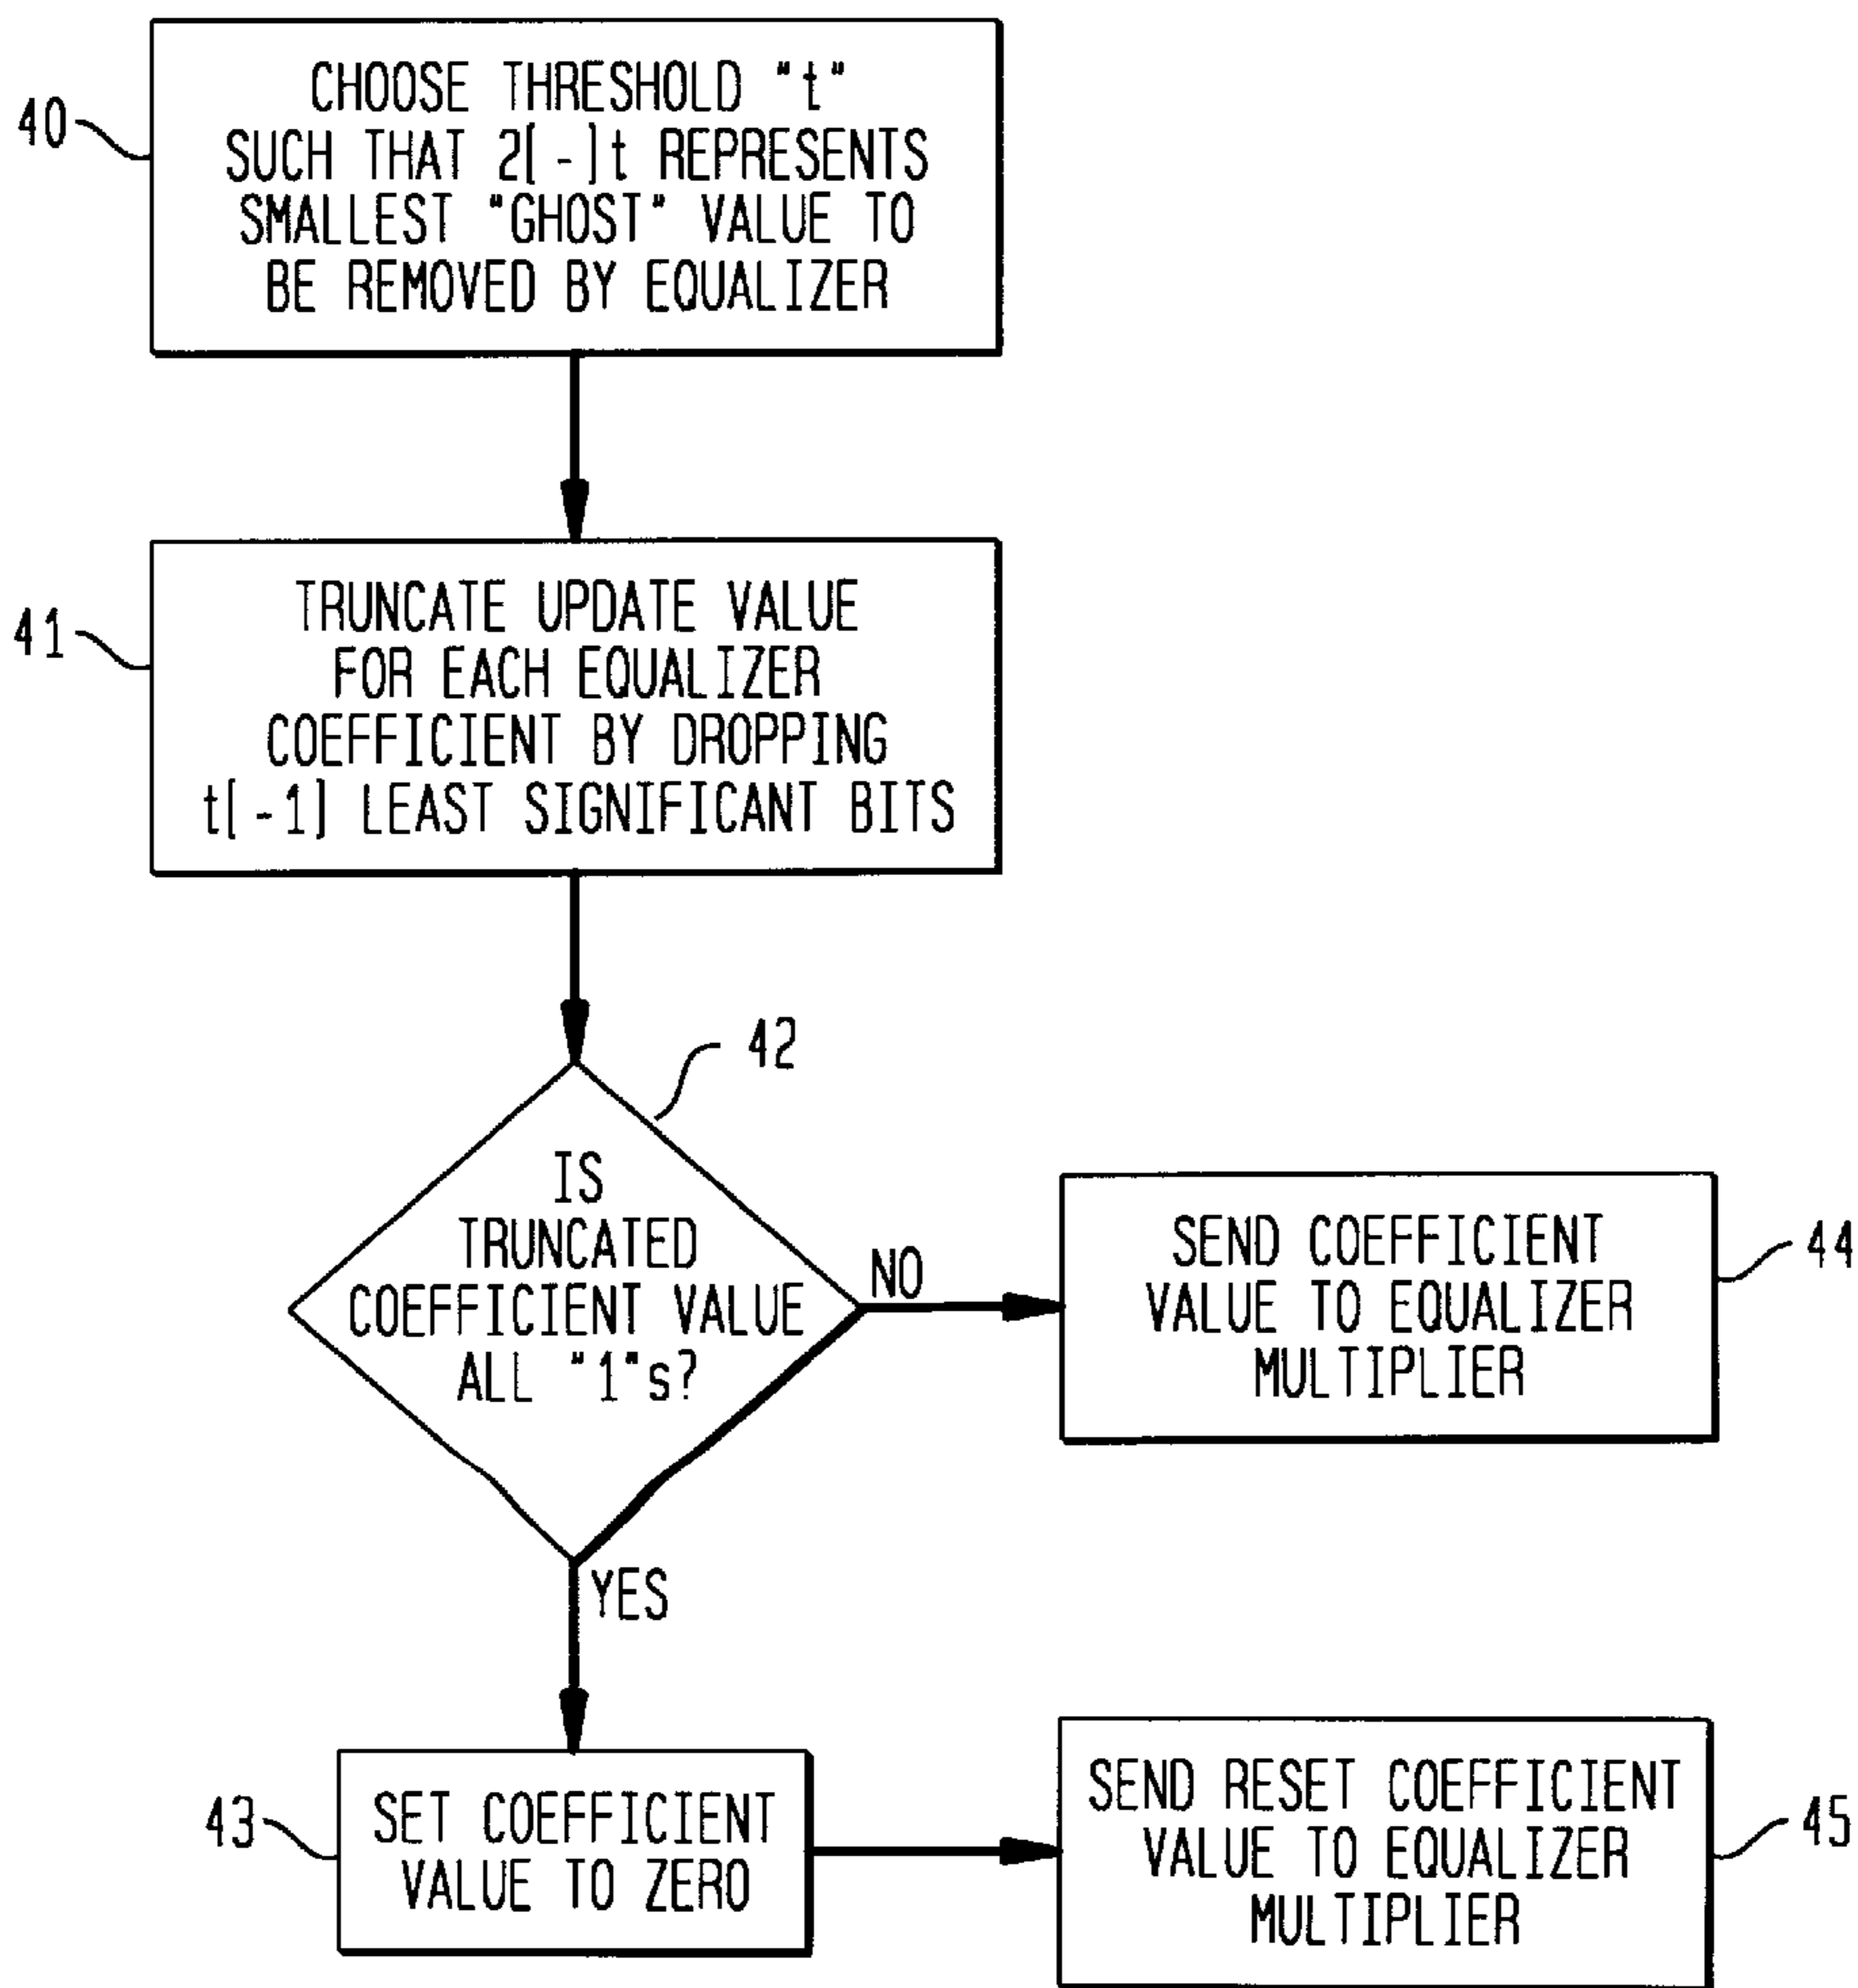 40
CHOOSE THRESHOLD "t"
SUCH THAT 2[-]t REPRESENTS
SMALLEST "GHOST" VALUE TO
BE REMOVED BY EQUALIZER
41
TRUNCATE UPDATE VALUE
FOR EACH EQUALIZER
COEFFICIENT BY DROPPING
t[-1] LEAST SIGNIFICANT BITS
42
IS
TRUNCATED
COEFFICIENT VALUE
ALL "1"s?
NO
SEND COEFFICIENT
VALUE TO EQUALIZER
MULTIPLIER
44
YES
43
SET COEFFICIENT
VALUE TO ZERO
SEND RESET COEFFICIENT
VALUE TO EQUALIZER
MULTIPLIER
45